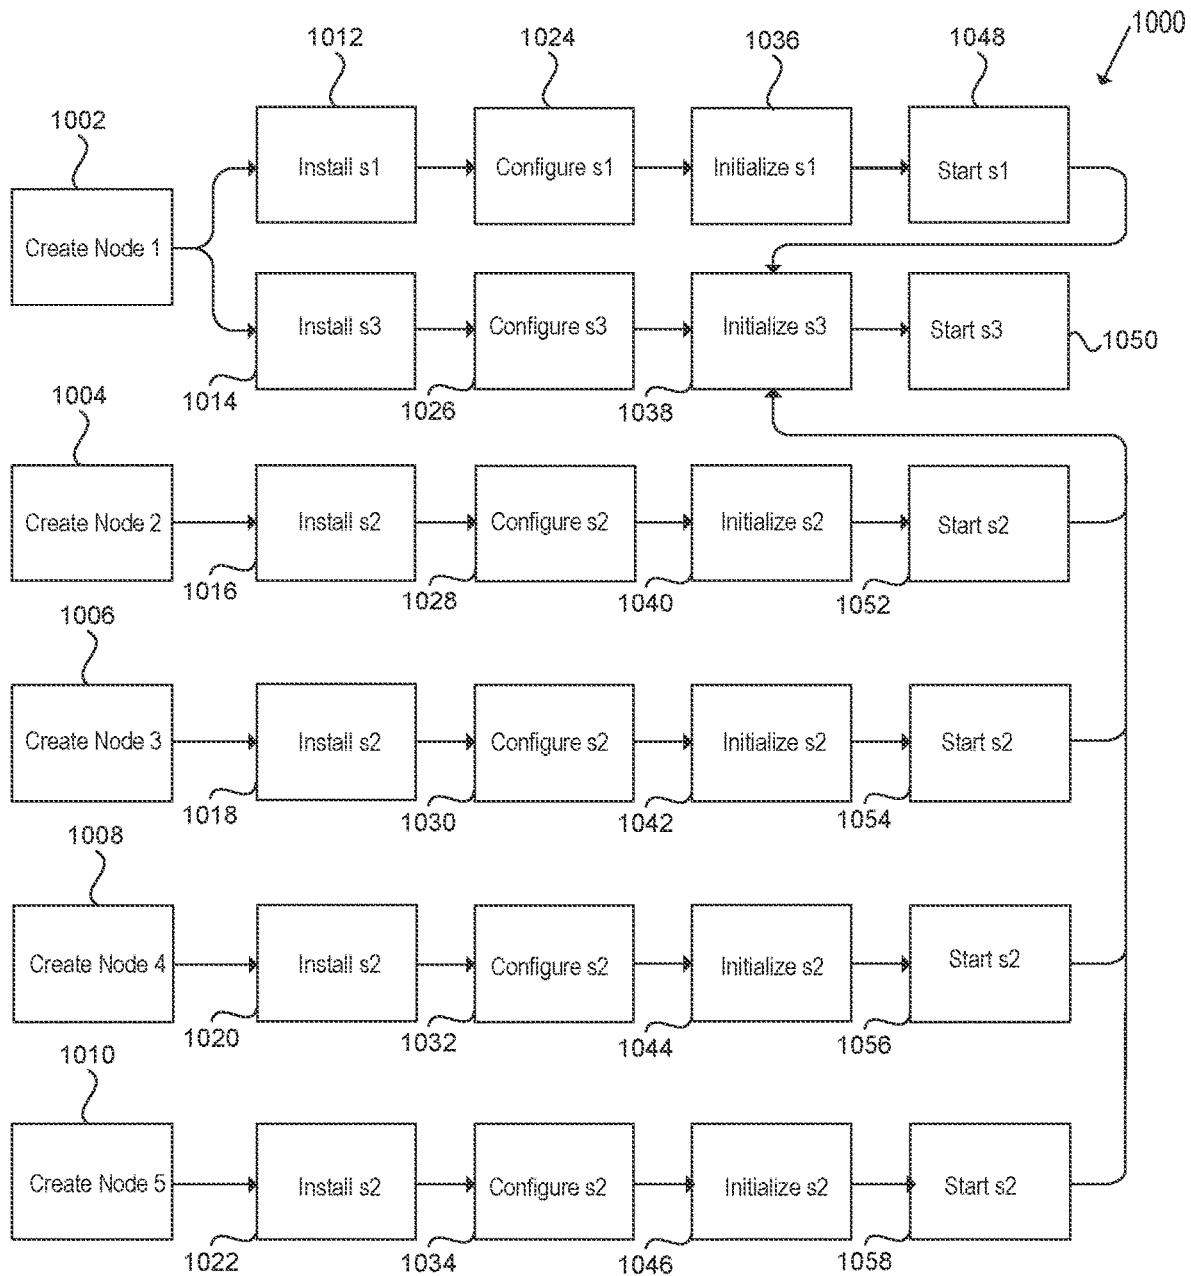 1000
1012
1024
1036
1048
1002
Install s1
Configure s1
Initialize s1
Start s1
Create Node 1
Install s3
Configure s3
Initialize s3
Start s3
1050
1014
1026
1038
1004
Create Node 2
Install s2
Configure s2
Initialize s2
Start s2
1016
1028
1040
1052
1006
Create Node 3
Install s2
Configure s2
Initialize s2
Start s2
1018
1030
1042
1054
1008
Create Node 4
Install s2
Configure s2
Initialize s2
Start s2
1020
1032
1044
1056
1010
Create Node 5
Install s2
Configure s2
Initialize s2
Start s2
1022
1034
1046
1058